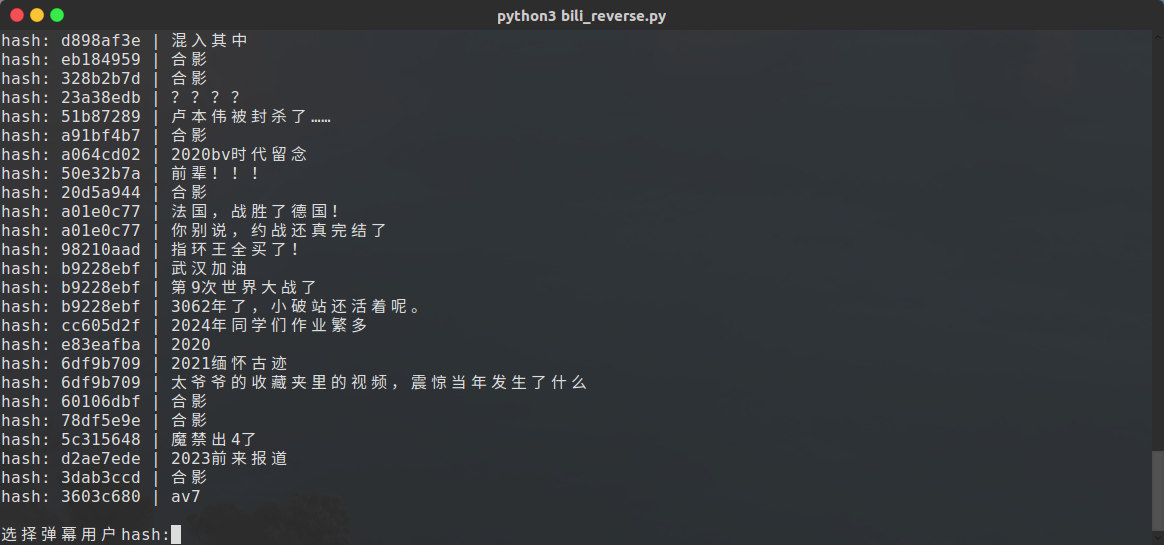 python3 bili_reverse.py
hash: d898af3e | 混入其中
hash: eb184959 | 合影
hash: 328b2b7d | 合影
hash: 23a38edb | ？？？？
hash: 51b87289 | 卢本伟被封杀了……
hash: a91bf4b7 | 合影
hash: a064cd02 | 2020bv时代留念
hash: 50e32b7a | 前辈！！！
hash: 20d5a944 | 合影
hash: a01e0c77 | 法国，战胜了德国！
hash: a01e0c77 | 你别说，约战还真完结了
hash: 98210aad | 指环王全买了！
hash: b9228ebf | 武汉加油
hash: b9228ebf | 第9次世界大战了
hash: b9228ebf | 3062年了，小破站还活着呢。
hash: cc605d2f | 2024年同学们作业繁多
hash: e83eafba | 2020
hash: 6df9b709 | 2021缅怀古迹
hash: 6df9b709 | 太爷爷的收藏夹里的视频，震惊当年发生了什么
hash: 60106dbf | 合影
hash: 78df5e9e | 合影
hash: 5c315648 | 魔禁出4了
hash: d2ae7ede | 2023前来报道
hash: 3dab3ccd | 合影
hash: 3603c680 | av7
选择弹幕用户hash: